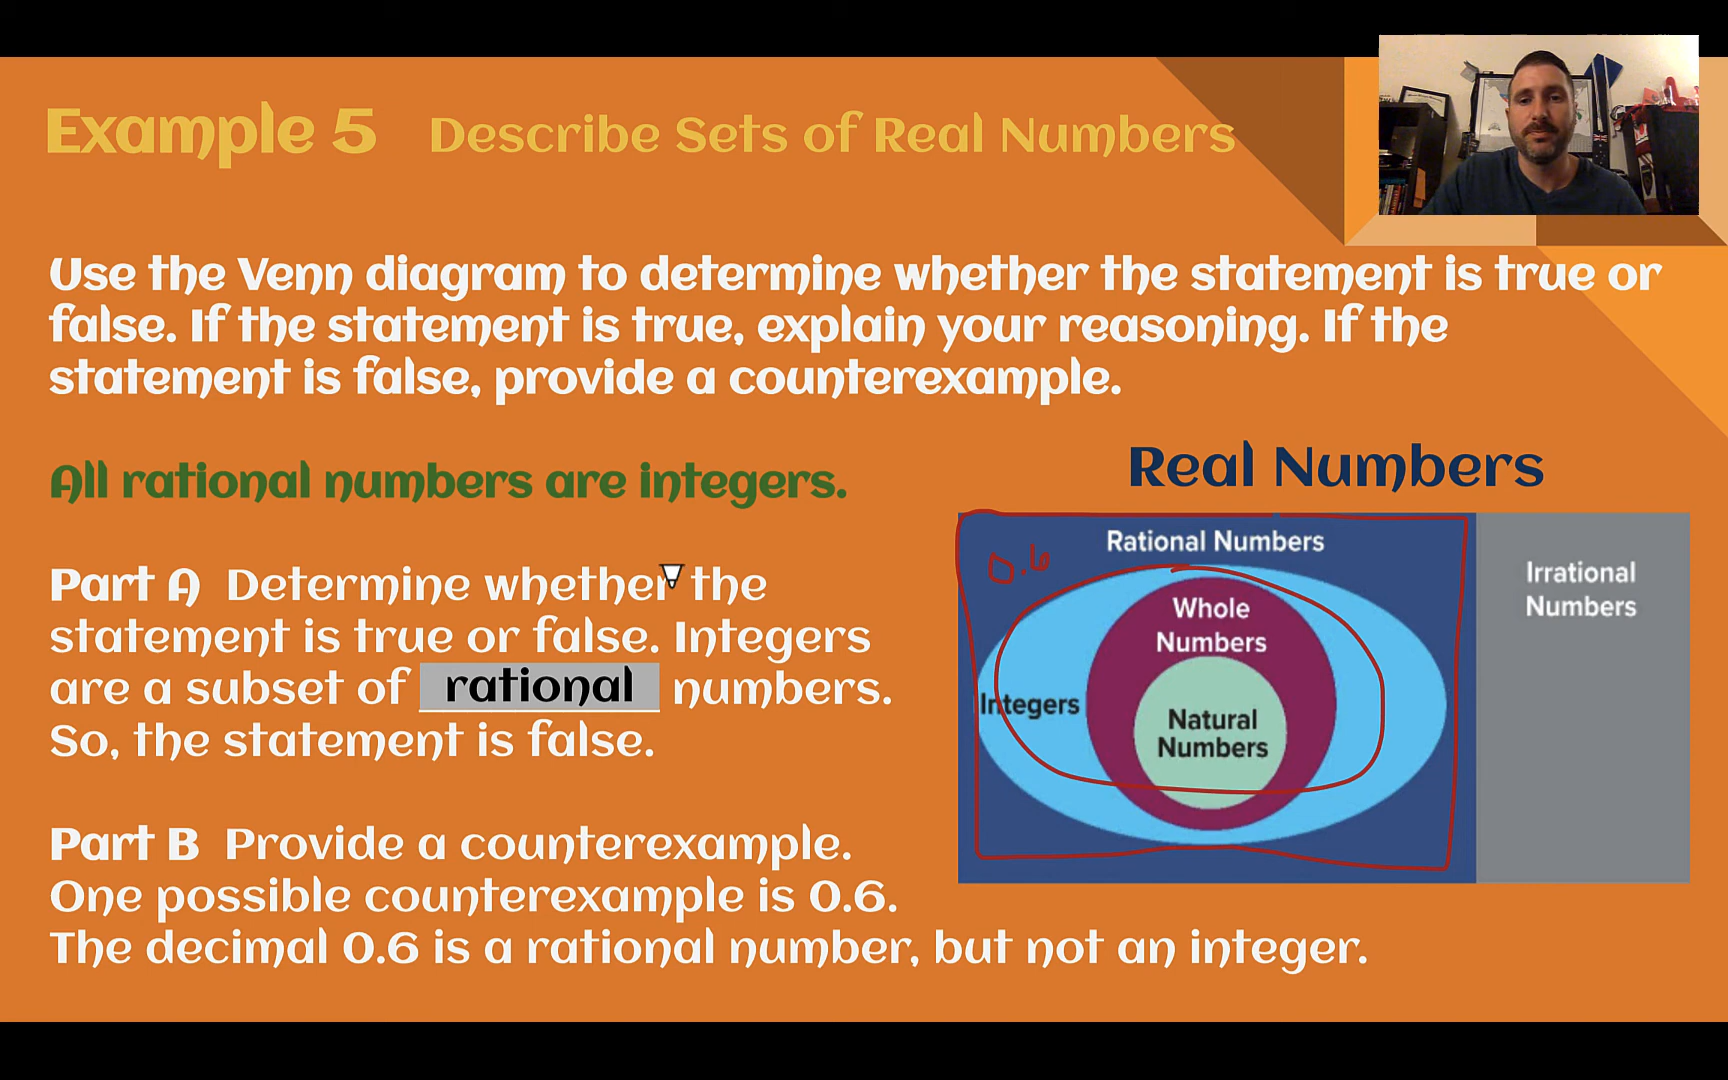 Example 5 Describe Sets of Real Numbers
Use the Venn diagram to determine whether the statement is true or
false. If the statement is true, explain your reasoning. If the
statement is false, provide a counterexample.
All rational numbers are integers.
Part A Determine whether the
statement is true or false. Integers
are a subset of rational numbers.
So, the statement is false.
Part B Provide a counterexample.
One possible counterexample is 0.6.
The decimal 0.6 is a rational number, but not an integer.
Real Numbers
Rational Numbers
0.6
Whole
Numbers
Integers
Natural
Numbers
Irrational
Numbers